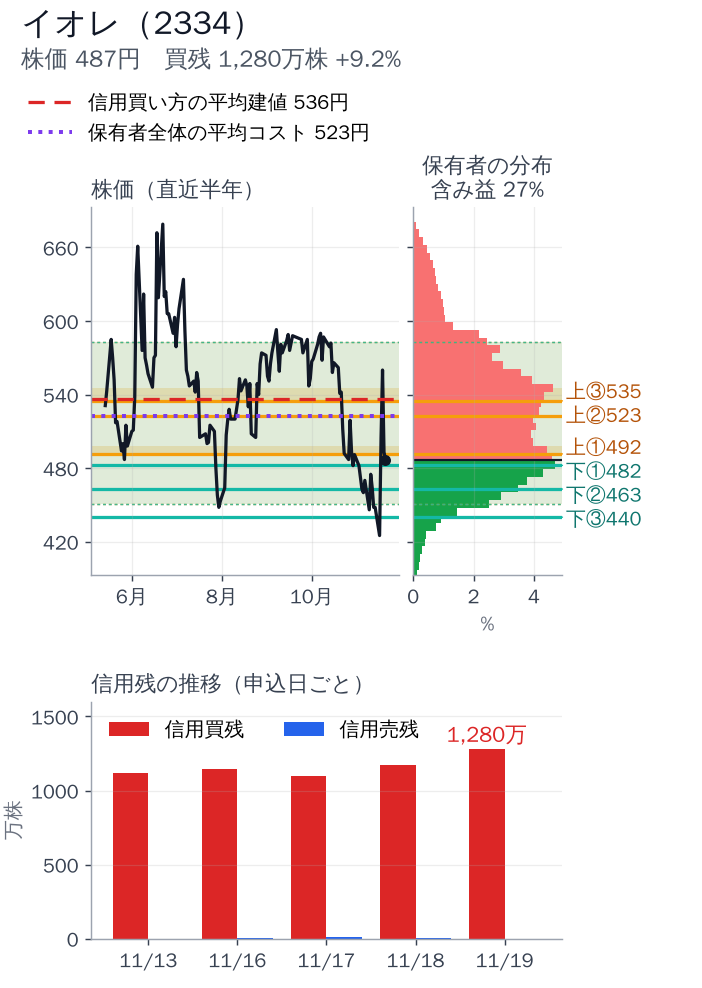 イオレ（2334）
株価 487円　買残 1,280万株 +9.2%
信用買い方の平均建値 536円
保有者全体の平均コスト 523円
株価（直近半年）
保有者の分布
含み益 27%
660
600
540
480
420
6月
8月
10月
0
2
4
%
上③535
上②523
上①492
下①482
下②463
下③440
信用残の推移（申込日ごと）
信用買残
信用売残
1,280万
万株
1500
1000
500
0
11/13
11/16
11/17
11/18
11/19